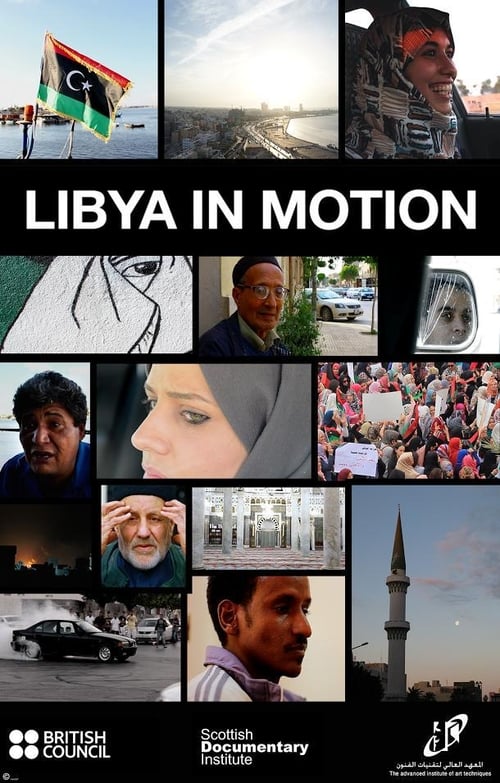 LIBYA IN MOTION
BRITISH
COUNCIL
Scottish
Documentary
Institute
المعهد العالي لتقنيات الفنون
The advanced institute of art techniques